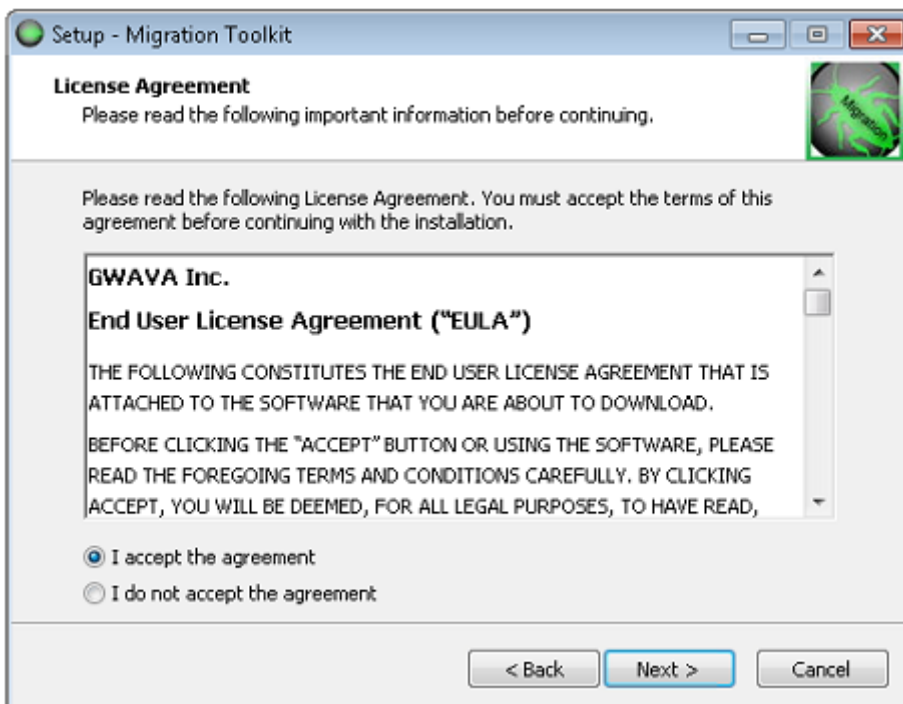 Setup - Migration Toolkit
License Agreement
Please read the following important information before continuing.
Migration
Please read the following License Agreement. You must accept the terms of this
agreement before continuing with the installation.
GWAVA Inc.
End User License Agreement ("EULA")
THE FOLLOWING CONSTITUTES THE END USER LICENSE AGREEMENT THAT IS
ATTACHED TO THE SOFTWARE THAT YOU ARE ABOUT TO DOWNLOAD.
BEFORE CLICKING THE "ACCEPT" BUTTON OR USING THE SOFTWARE, PLEASE
READ THE FOREGOING TERMS AND CONDITIONS CAREFULLY. BY CLICKING
ACCEPT, YOU WILL BE DEEMED, FOR ALL LEGAL PURPOSES, TO HAVE READ,
I accept the agreement
I do not accept the agreement
< Back Next > Cancel